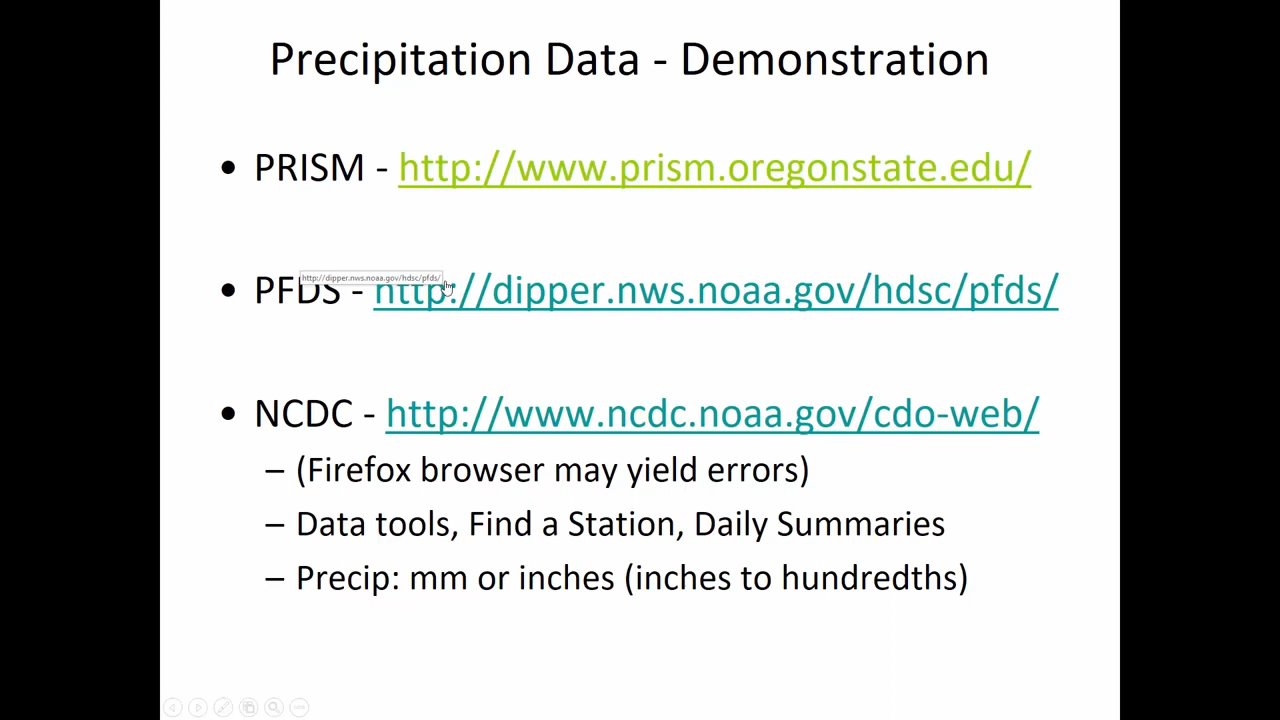 Precipitation Data - Demonstration
• PRISM - http://www.prism.oregonstate.edu/
http://dipper.nws.noaa.gov/hdsc/pfds/
• PFDS - http://dipper.nws.noaa.gov/hdsc/pfds/
• NCDC - http://www.ncdc.noaa.gov/cdo-web/
– (Firefox browser may yield errors)
– Data tools, Find a Station, Daily Summaries
– Precip: mm or inches (inches to hundredths)